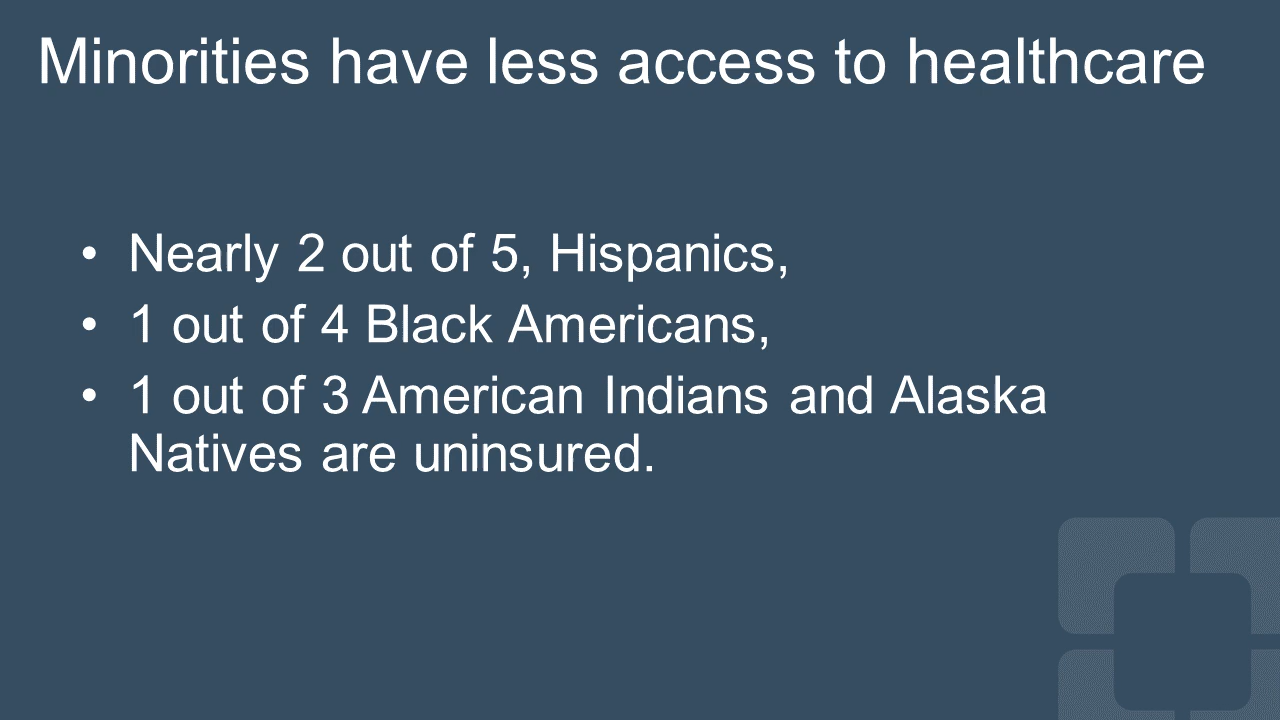 Minorities have less access to healthcare
• Nearly 2 out of 5, Hispanics,
• 1 out of 4 Black Americans,
• 1 out of 3 American Indians and Alaska
Natives are uninsured.